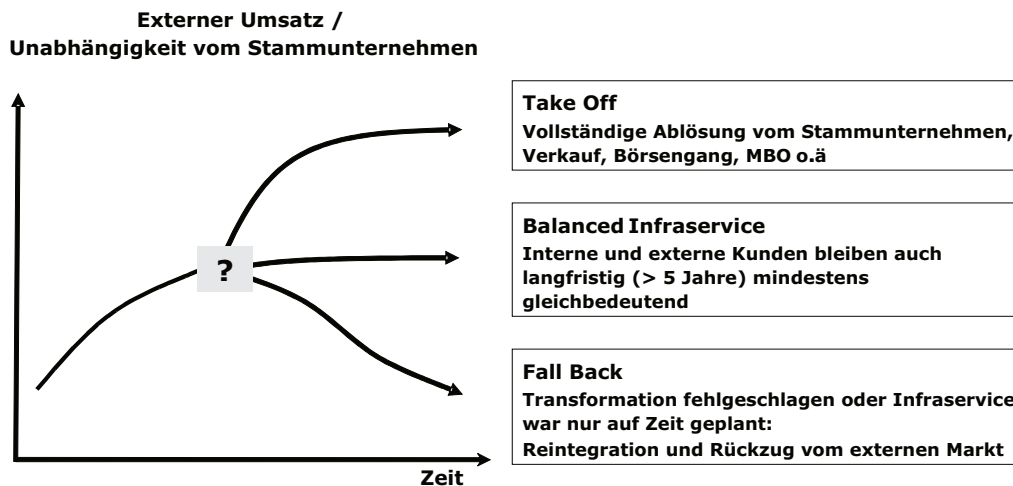 Externer Umsatz /
Unabhängigkeit vom Stammunternehmen
Take Off
Vollständige Ablösung vom Stammunternehmen,
Verkauf, Börsengang, MBO o.ä
?
Balanced Infraservice
Interne und externe Kunden bleiben auch
langfristig (> 5 Jahre) mindestens
gleichbedeutend
Fall Back
Transformation fehlgeschlagen oder Infraservice
war nur auf Zeit geplant:
Reintegration und Rückzug vom externen Markt
Zeit